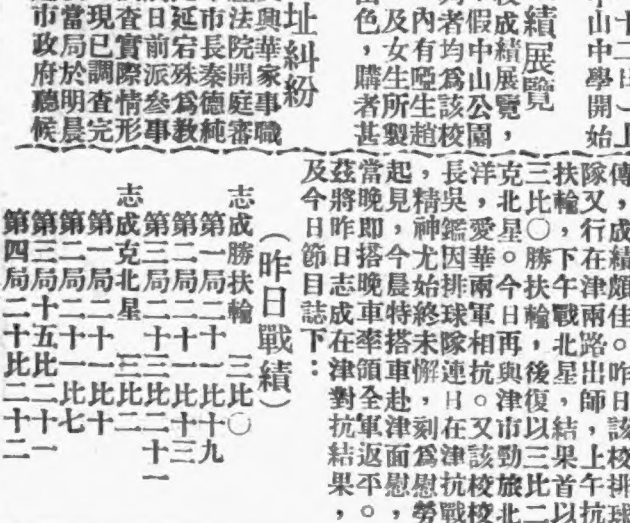 十二日（上
山中學開始
績展覽
校成績展覽，
假中山公園
列者均為該校
內有啞生趙
及女生所製
色，購者甚
址糾紛
興華家事職
法院開庭審
市長秦德純
延宕殊為教
日前派參事
查實際情形
現已調查完
當局於明晨
市政府聽候
傳，成績頗佳。昨日該校排球
隊又行在津兩路出師，上午抗
扶輪，下午戰北星，結果首以
三比〇勝扶輪，後復以三比二
克北星。今日再與津市勁旅北
洋，愛華兩軍相抗。又該校校
長吳鑑因排球隊連日在津抗戰
，精神尤始終未懈，刻為慰勞
起見，今晨特搭車赴津面慰，
當晚即搭晚車率領全軍返平。
茲將昨日志成在津對抗結果，
及今日節目誌下：
（昨日戰績）
志成勝扶輪　三比〇
第一局二十一比十九
第二局二十一比十三
第三局二十三比二十一
志成克北星　三比二
第一局二十一比十
第二局二十一比七
第三局十五比二十一
第四局二十比二十二